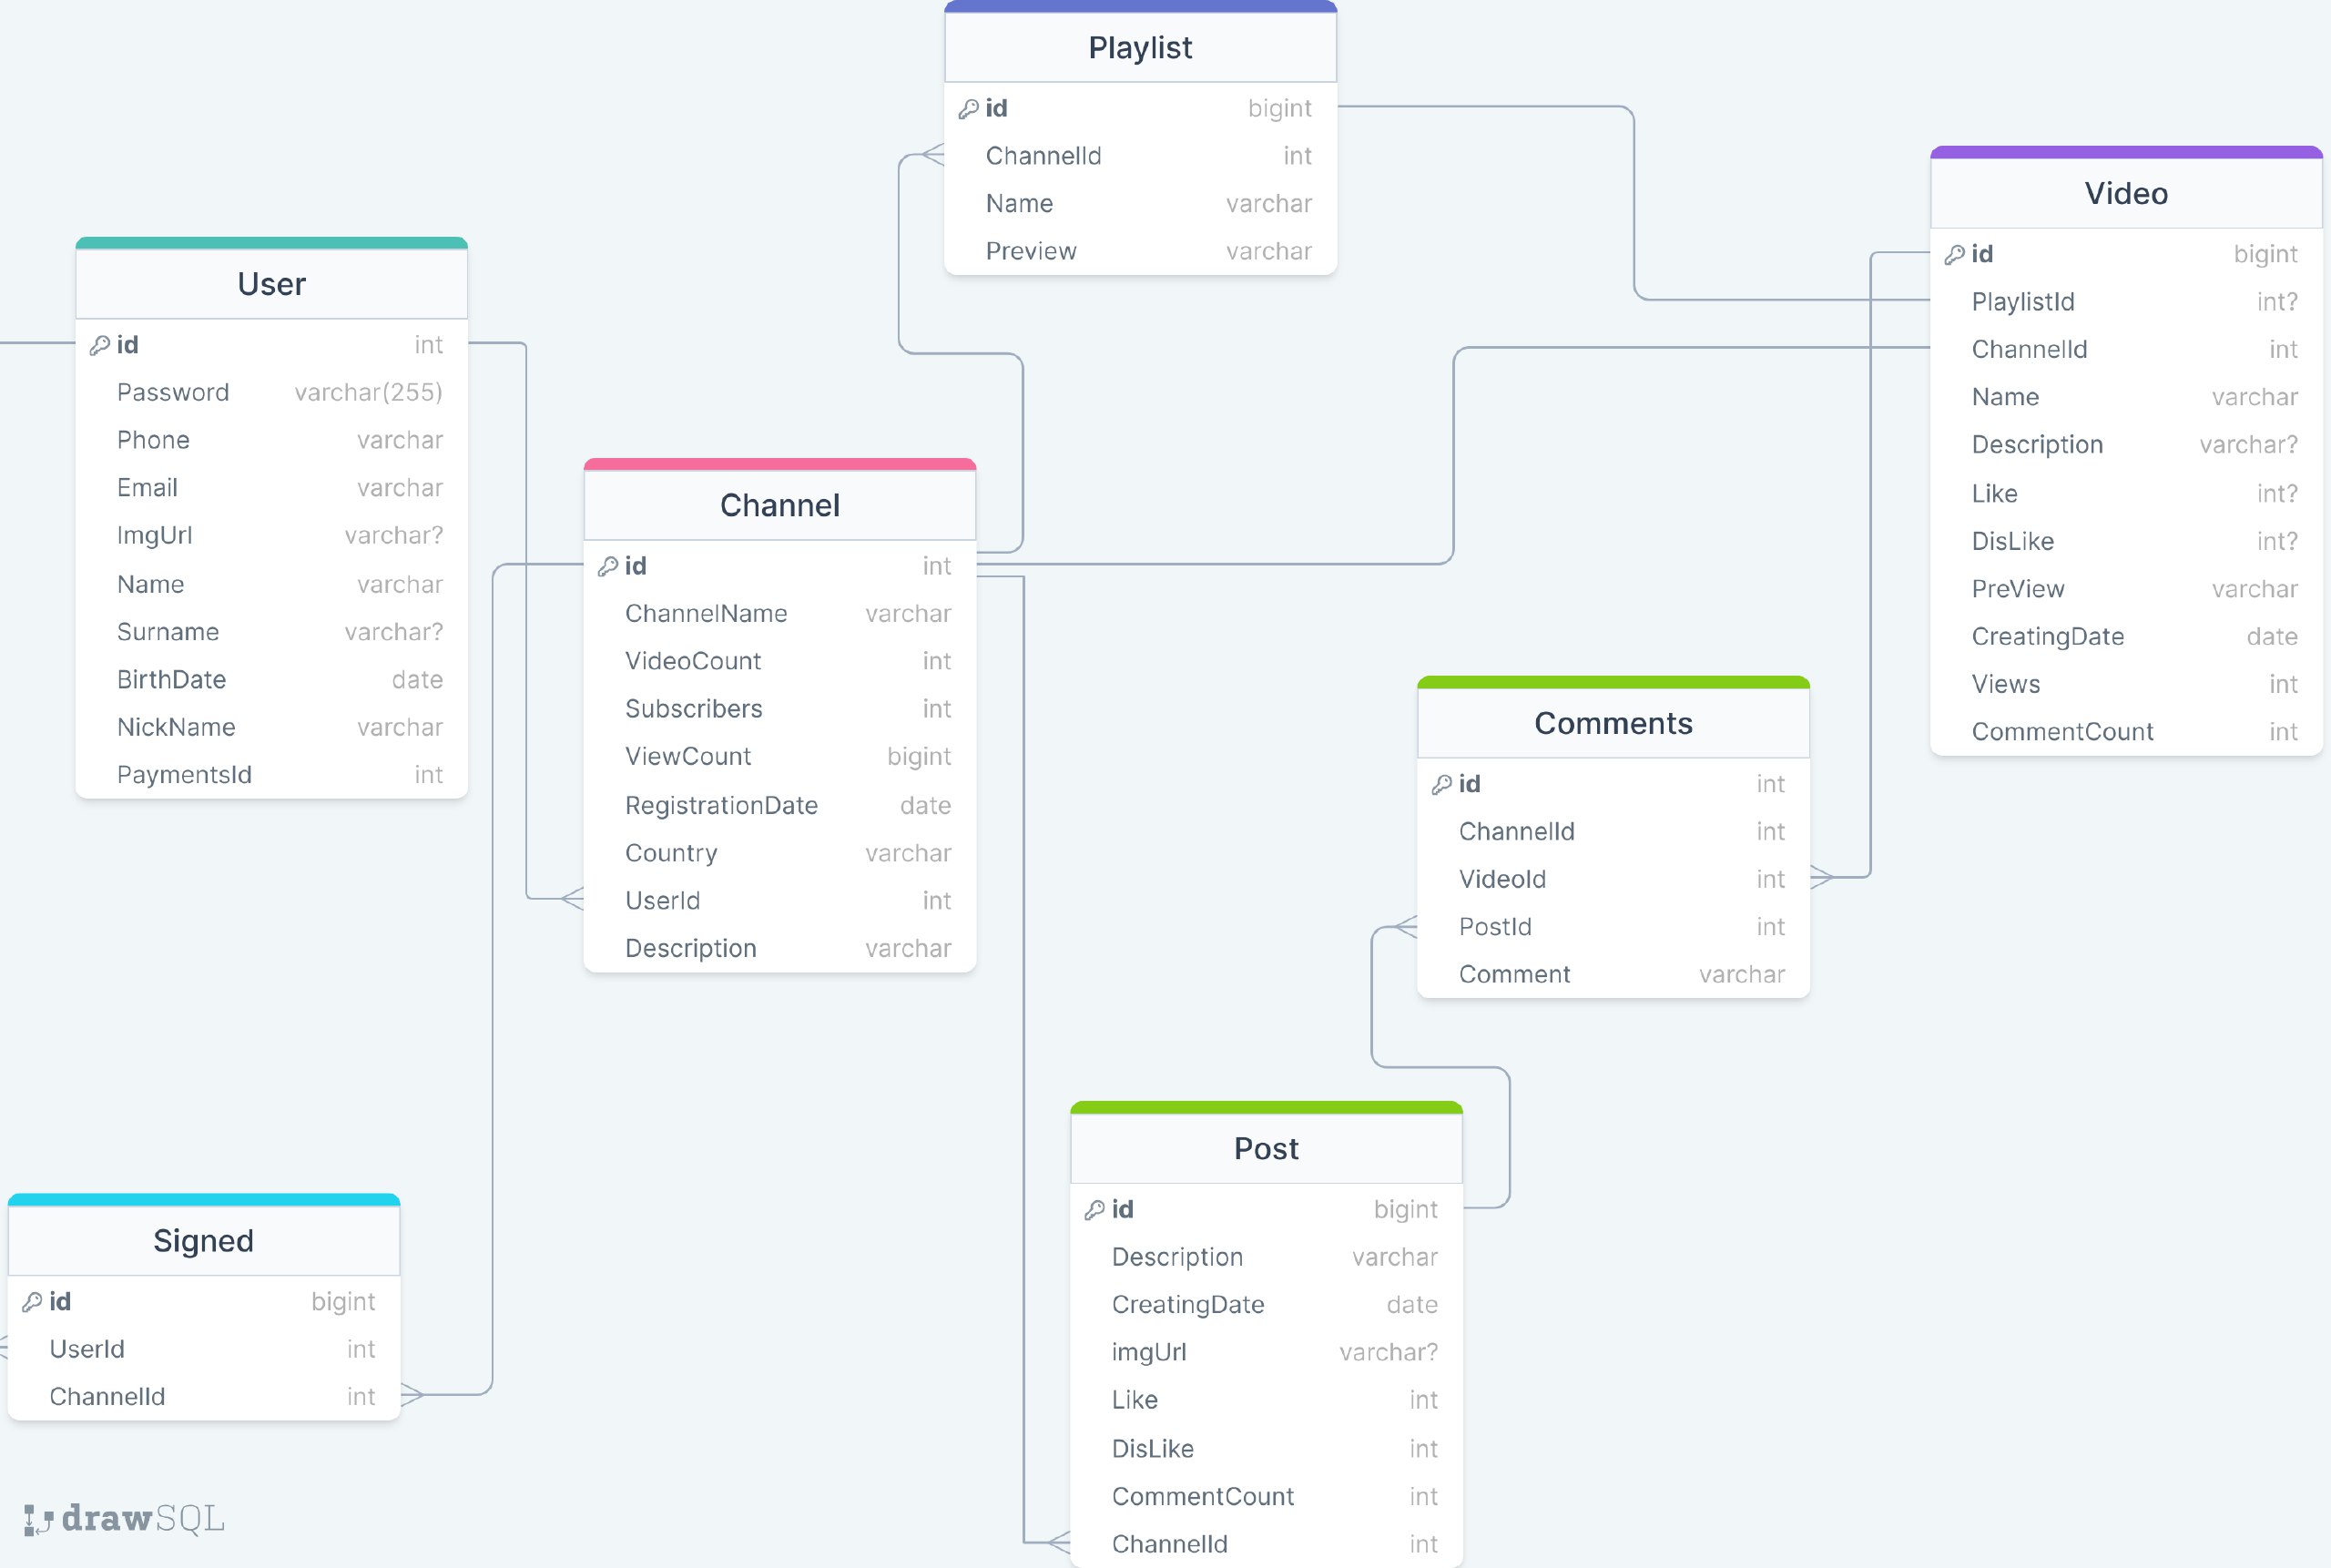 Playlist
id bigint
ChannelId int
Name varchar
Preview varchar
Video
id bigint
PlaylistId int?
ChannelId int
Name varchar
Description varchar?
Like int?
DisLike int?
PreView varchar
CreatingDate date
Views int
CommentCount int
User
id int
Password varchar(255)
Phone varchar
Email varchar
ImgUrl varchar?
Name varchar
Surname varchar?
BirthDate date
NickName varchar
PaymentsId int
Channel
id int
ChannelName varchar
VideoCount int
Subscribers int
ViewCount bigint
RegistrationDate date
Country varchar
UserId int
Description varchar
Comments
id int
ChannelId int
VideoId int
PostId int
Comment varchar
Post
id bigint
Description varchar
CreatingDate date
imgUrl varchar?
Like int
DisLike int
CommentCount int
ChannelId int
Signed
id bigint
UserId int
ChannelId int
drawSQL